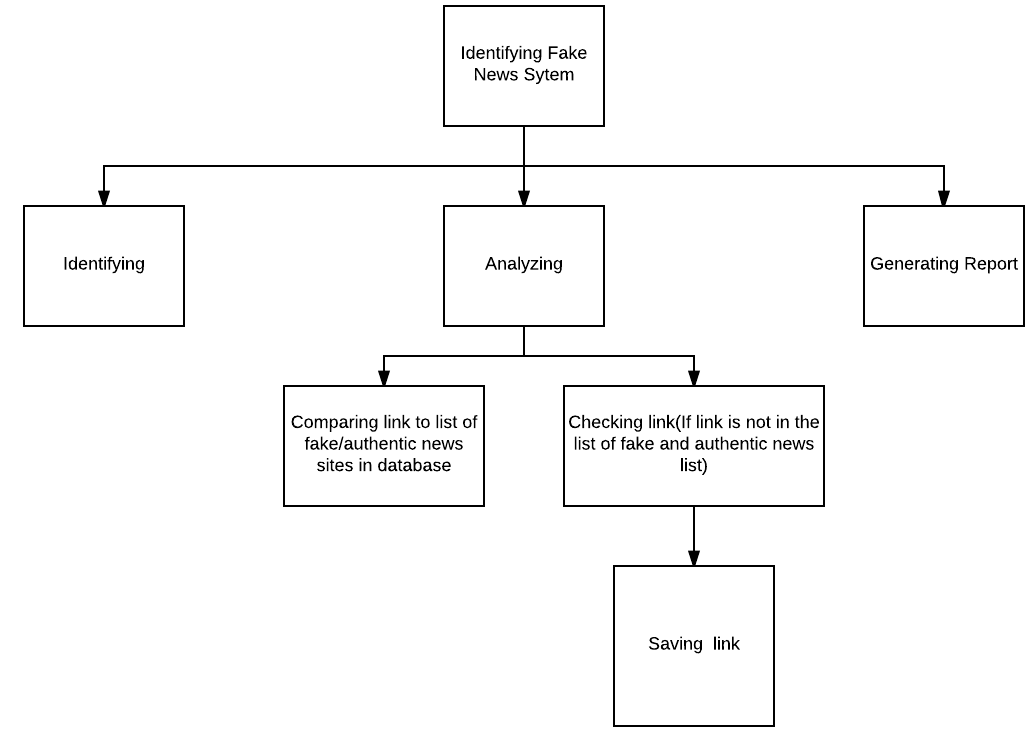 Identifying Fake
News Sytem
Identifying
Analyzing
Generating Report
Comparing link to list of
fake/authentic news
sites in database
Checking link(If link is not in the
list of fake and authentic news
list)
Saving  link